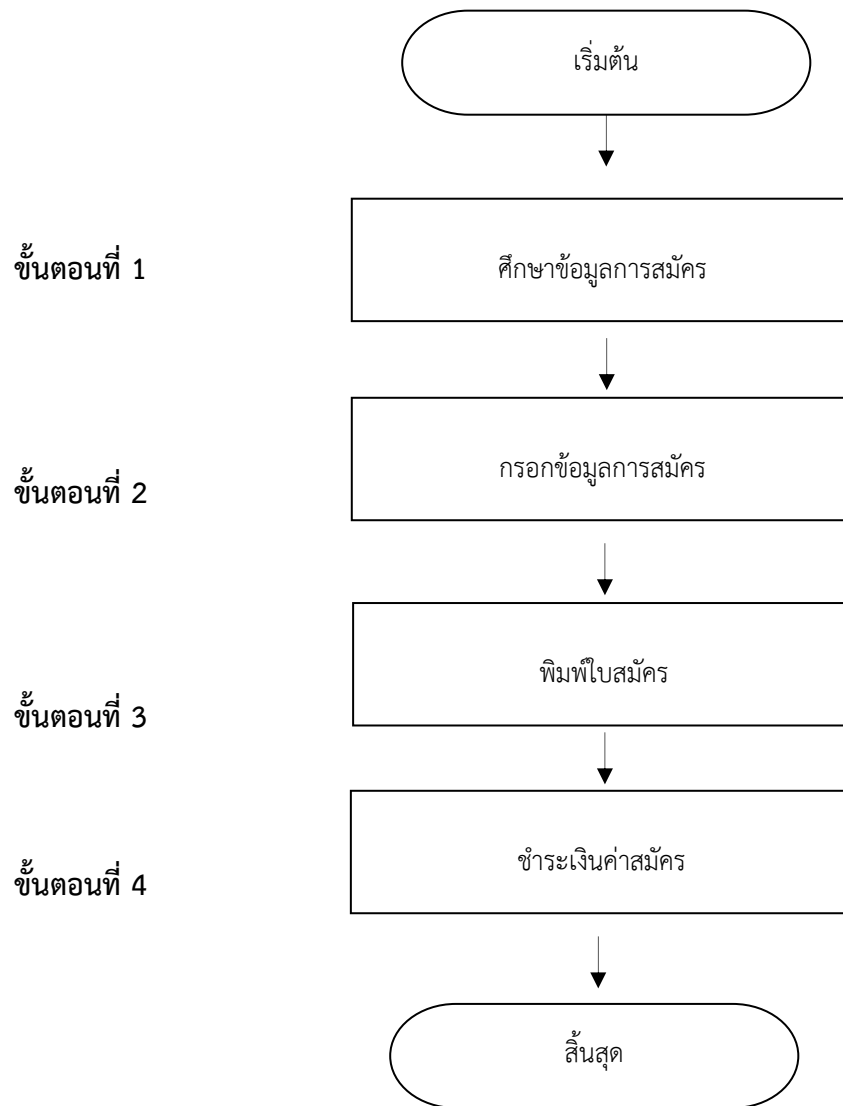 เริ่มต้น
ขั้นตอนที่ 1
ศึกษาข้อมูลการสมัคร
ขั้นตอนที่ 2
กรอกข้อมูลการสมัคร
ขั้นตอนที่ 3
พิมพ์ใบสมัคร
ขั้นตอนที่ 4
ชำระเงินค่าสมัคร
สิ้นสุด